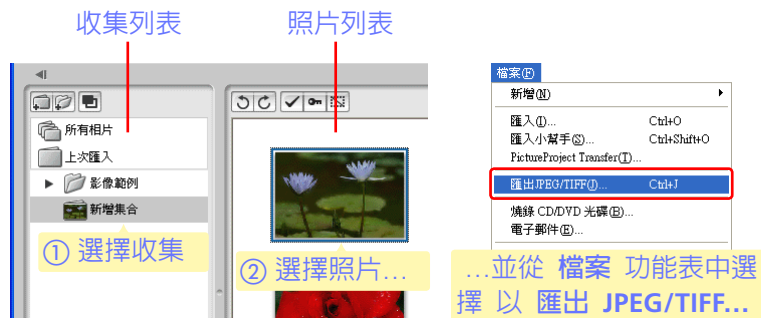 收集列表
照片列表
所有相片
上次匯入
影像範例
新增集合
① 選擇收集
② 選擇照片...
檔案(F)
新增(N)
匯入(I)... Ctrl+O
匯入小幫手(S)... Ctrl+Shift+O
PictureProject Transfer(T)...
匯出JPEG/TIFF(J)... Ctrl+J
燒錄 CD/DVD 光碟(B)...
電子郵件(E)...
...並從 檔案 功能表中選
擇 以 匯出 JPEG/TIFF...